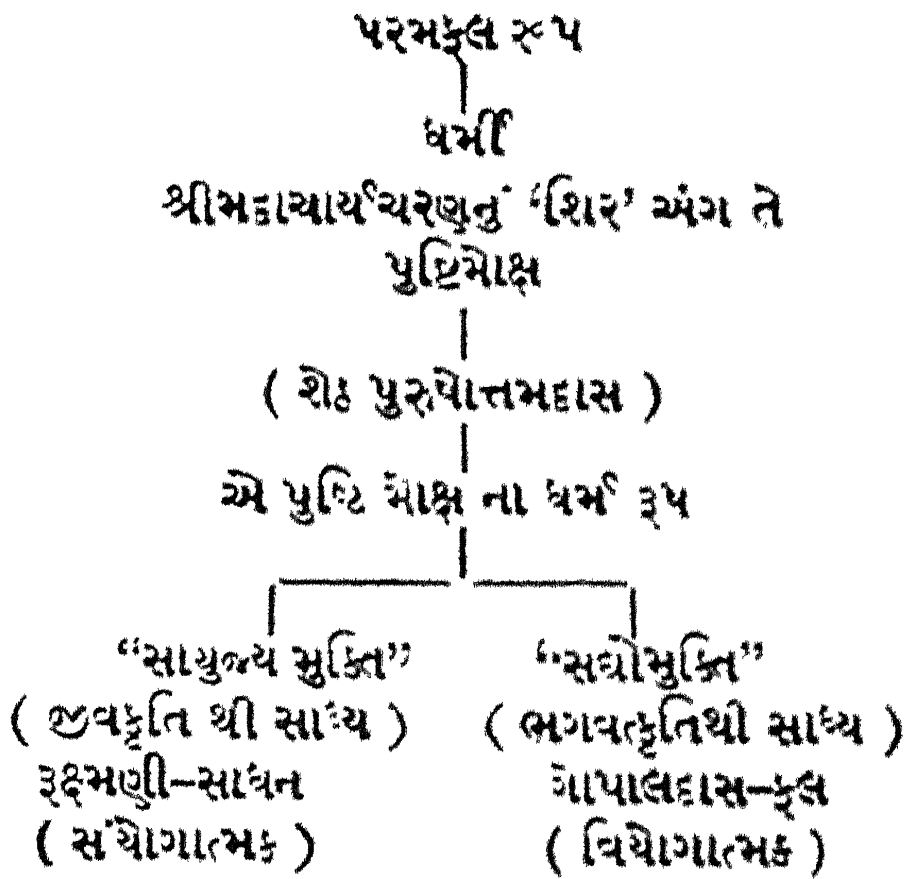 પરમફલ રૂપ
ધર્મી
શ્રીમદાચાર્યચરણનું ‘શિર’ અંગ તે
પુષ્ટિમોક્ષ
( શેઠ પુરુષોત્તમદાસ )
એ પુષ્ટિ મોક્ષ ના ધર્મ રૂપ
“સાયુજ્ય મુક્તિ” “સદ્યોમુક્તિ”
( જીવકૃતિ થી સાધ્ય ) ( ભગવત્કૃતિથી સાધ્ય )
રૂક્ષ્મણી–સાધન ગોપાલદાસ–ફલ
( સંયોગાત્મક ) ( વિયોગાત્મક )